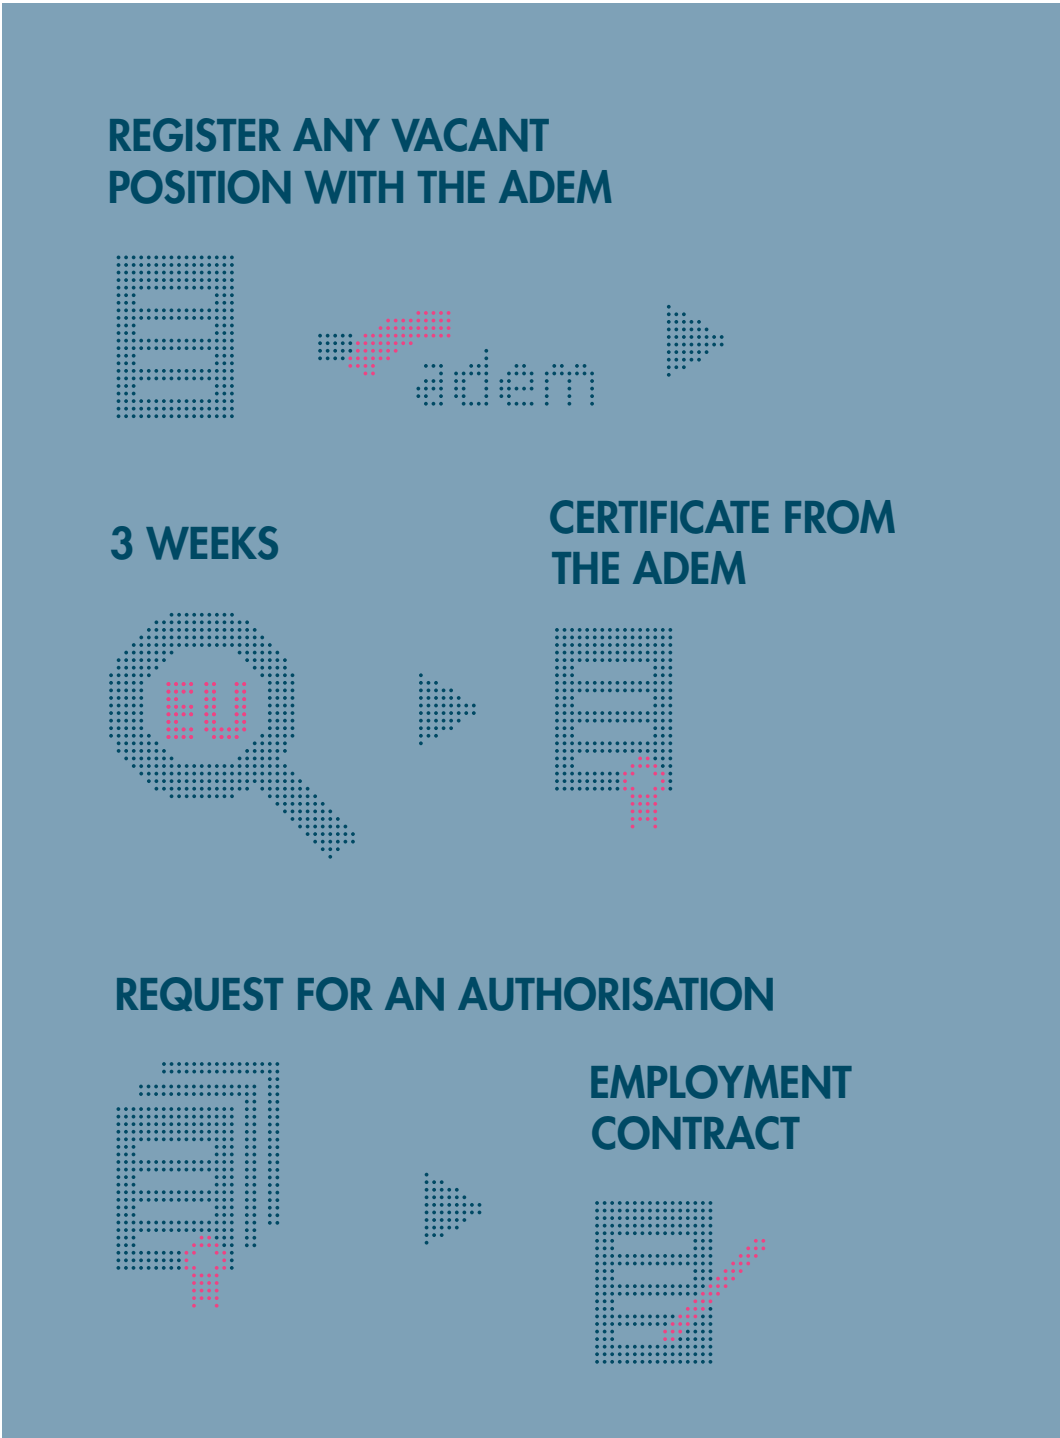 REGISTER ANY VACANT
POSITION WITH THE ADEM
adem
3 WEEKS
EU
CERTIFICATE FROM
THE ADEM
REQUEST FOR AN AUTHORISATION
EMPLOYMENT
CONTRACT